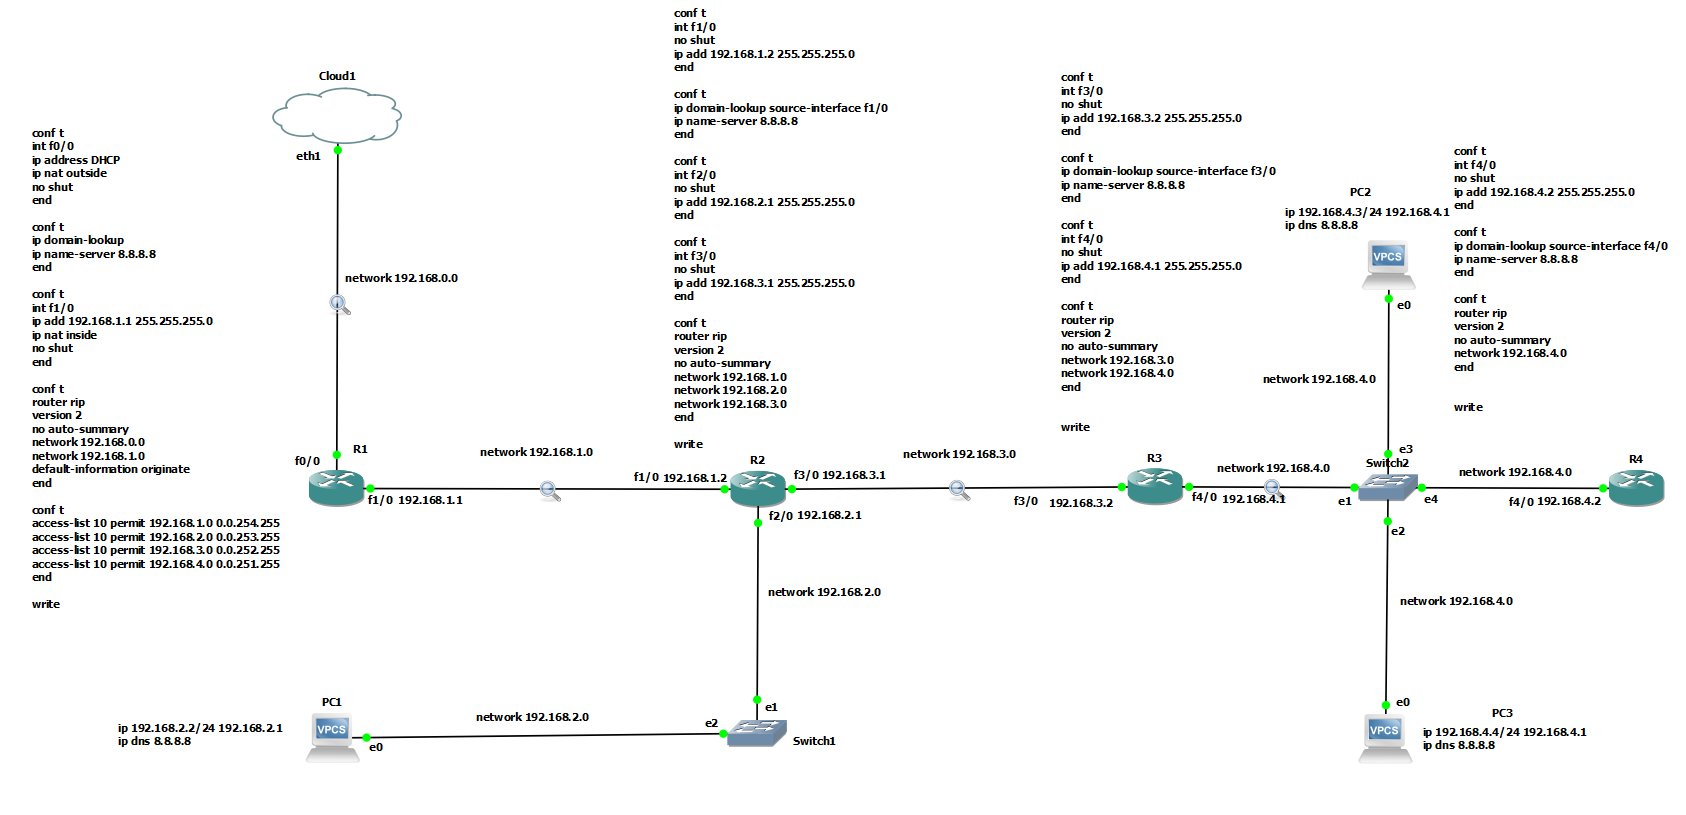 Cloud1
eth1
conf t
int f0/0
ip address DHCP
ip nat outside
no shut
end
conf t
ip domain-lookup
ip name-server 8.8.8.8
end
conf t
int f1/0
ip add 192.168.1.1 255.255.255.0
ip nat inside
no shut
end
conf t
router rip
version 2
no auto-summary
network 192.168.0.0
network 192.168.1.0
default-information originate
end
conf t
access-list 10 permit 192.168.1.0 0.0.254.255
access-list 10 permit 192.168.2.0 0.0.253.255
access-list 10 permit 192.168.3.0 0.0.252.255
access-list 10 permit 192.168.4.0 0.0.251.255
end
write
network 192.168.0.0
f0/0
R1
f1/0 192.168.1.1
network 192.168.1.0
conf t
int f1/0
no shut
ip add 192.168.1.2 255.255.255.0
end
conf t
ip domain-lookup source-interface f1/0
ip name-server 8.8.8.8
end
conf t
int f2/0
no shut
ip add 192.168.2.1 255.255.255.0
end
conf t
int f3/0
no shut
ip add 192.168.3.1 255.255.255.0
end
conf t
router rip
version 2
no auto-summary
network 192.168.1.0
network 192.168.2.0
network 192.168.3.0
end
write
R2
f1/0 192.168.1.2
f3/0 192.168.3.1
f2/0 192.168.2.1
network 192.168.3.0
conf t
int f3/0
no shut
ip add 192.168.3.2 255.255.255.0
end
conf t
ip domain-lookup source-interface f3/0
ip name-server 8.8.8.8
end
conf t
int f4/0
no shut
ip add 192.168.4.1 255.255.255.0
end
conf t
router rip
version 2
no auto-summary
network 192.168.3.0
network 192.168.4.0
end
write
R3
f3/0 192.168.3.2
f4/0 192.168.4.1
network 192.168.4.0
PC2
ip 192.168.4.3/24 192.168.4.1
ip dns 8.8.8.8
VPCS
e0
network 192.168.4.0
conf t
int f4/0
no shut
ip add 192.168.4.2 255.255.255.0
end
conf t
ip domain-lookup source-interface f4/0
ip name-server 8.8.8.8
end
conf t
router rip
version 2
no auto-summary
network 192.168.4.0
end
write
e3
Switch2
e1
e4
e2
network 192.168.4.0
R4
f4/0 192.168.4.2
network 192.168.2.0
network 192.168.4.0
PC1
ip 192.168.2.2/24 192.168.2.1
ip dns 8.8.8.8
VPCS
e0
network 192.168.2.0
e2
e1
Switch1
e0
PC3
VPCS
ip 192.168.4.4/24 192.168.4.1
ip dns 8.8.8.8